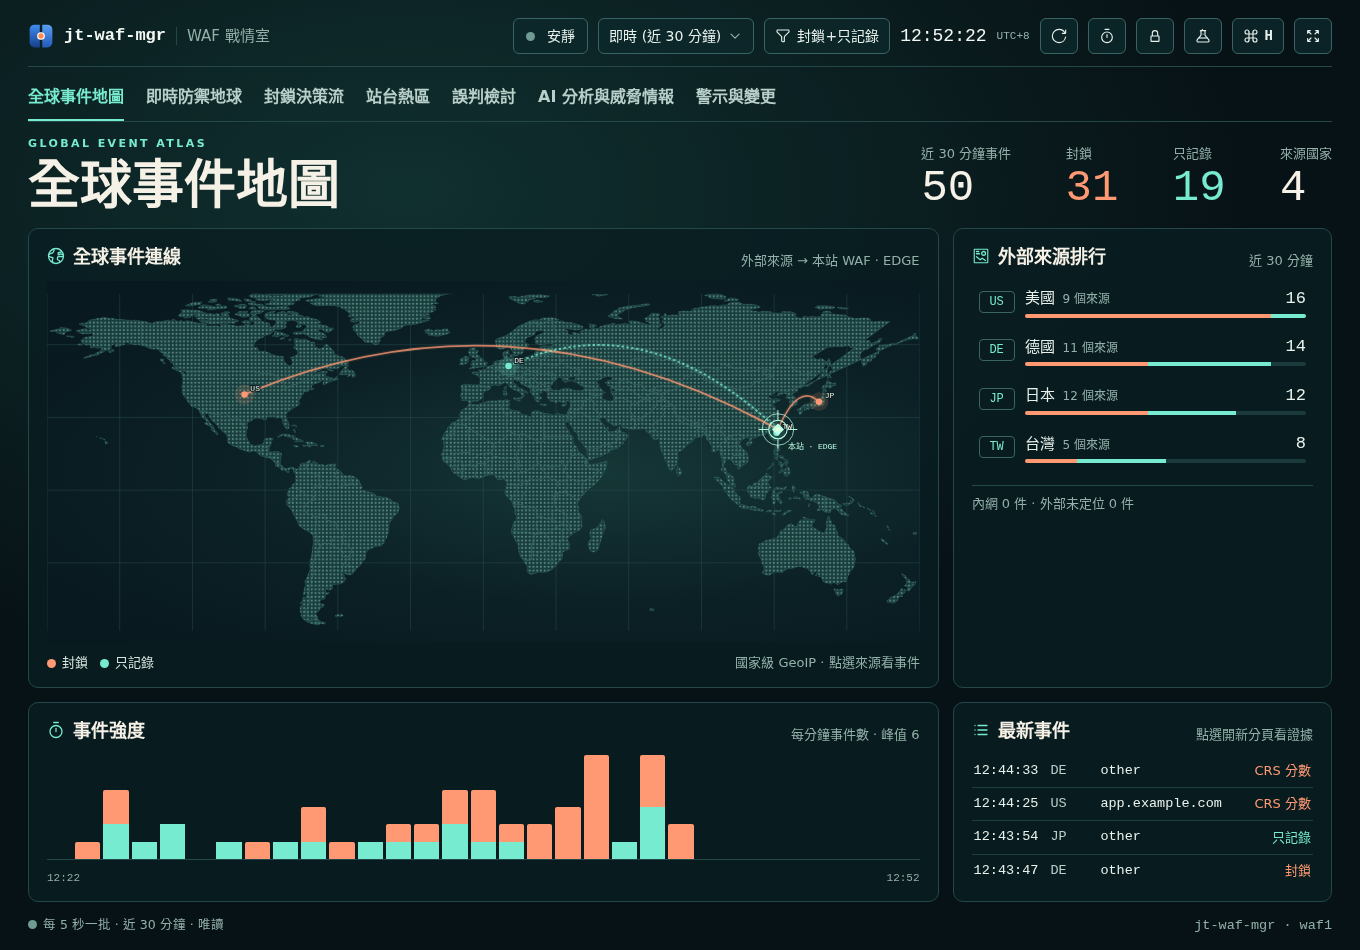 jt-waf-mgr WAF 戰情室 安靜 即時 (近 30 分鐘) 封鎖+只記錄 12:52:22 UTC+8 ⌘ H
全球事件地圖 即時防禦地球 封鎖決策流 站台熱區 誤判檢討 AI 分析與威脅情報 警示與變更
GLOBAL EVENT ATLAS
全球事件地圖
近 30 分鐘事件 封鎖 只記錄 來源國家
50 31 19 4
全球事件連線 外部來源 → 本站 WAF · EDGE
US
DE
JP
TW
本站 · EDGE
封鎖 只記錄 國家級 GeoIP · 點選來源看事件
外部來源排行 近 30 分鐘
US 美國 9 個來源 16
DE 德國 11 個來源 14
JP 日本 12 個來源 12
TW 台灣 5 個來源 8
內網 0 件 · 外部未定位 0 件
事件強度 每分鐘事件數 · 峰值 6
12:22 12:52
最新事件 點選開新分頁看證據
12:44:33 DE other CRS 分數
12:44:25 US app.example.com CRS 分數
12:43:54 JP other 只記錄
12:43:47 DE other 封鎖
每 5 秒一批 · 近 30 分鐘 · 唯讀 jt-waf-mgr · waf1